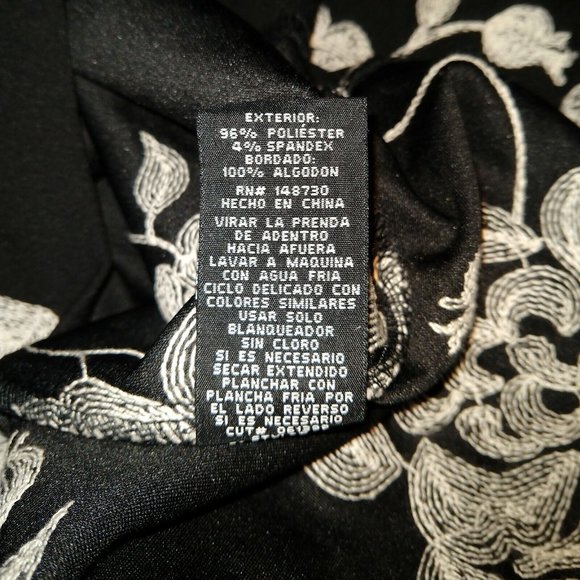 EXTERIOR:
96% POLIÉSTER
4% SPANDEX
BORDADO:
100% ALGODON
RN# 148730
HECHO EN CHINA
VIRAR LA PRENDA
DE ADENTRO
HACIA AFUERA
LAVAR A MAQUINA
CON AGUA FRIA
CICLO DELICADO CON
COLORES SIMILARES
USAR SOLO
BLANQUEADOR
SIN CLORO
SI ES NECESARIO
SECAR EXTENDIDO
PLANCHAR CON
PLANCHA FRIA POR
EL LADO REVERSO
SI ES NECESARIO
CUT#